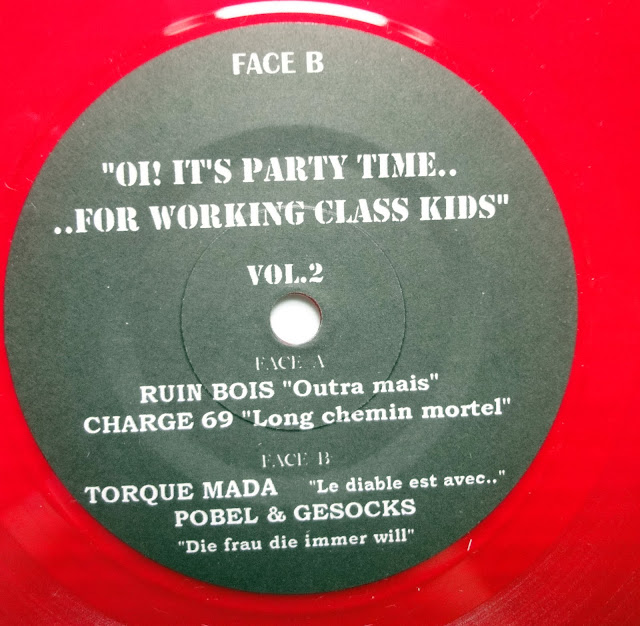 FACE B
"OI! IT'S PARTY TIME..
..FOR WORKING CLASS KIDS"
VOL.2
FACE A
RUIN BOIS "Outra mais"
CHARGE 69 "Long chemin mortel"
FACE B
TORQUE MADA "Le diable est avec.."
POBEL & GESOCKS
"Die frau die immer will"